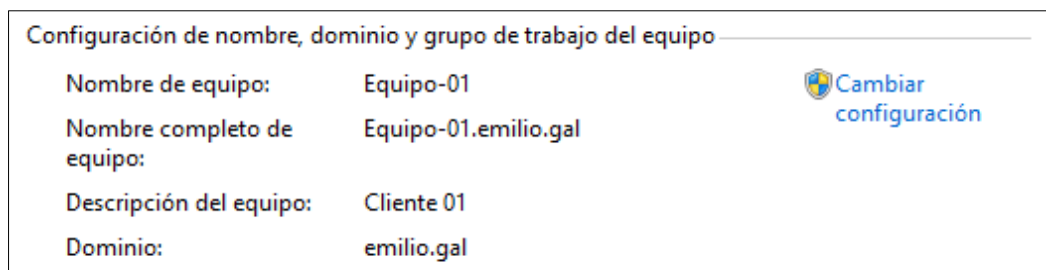 Configuración de nombre, dominio y grupo de trabajo del equipo
Nombre de equipo: Equipo-01 Cambiar
configuración
Nombre completo de Equipo-01.emilio.gal
equipo:
Descripción del equipo: Cliente 01
Dominio: emilio.gal